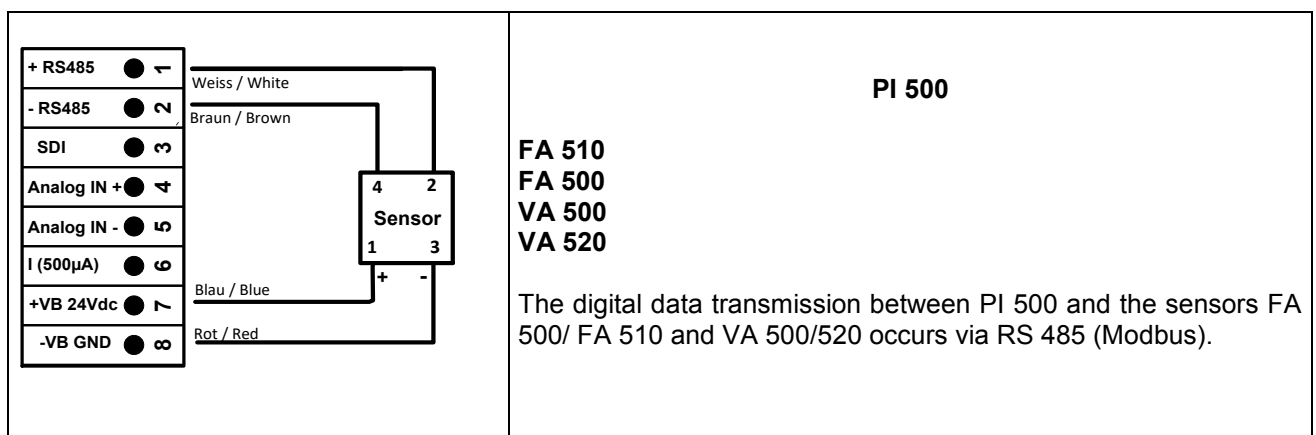 + RS485 1
- RS485 2
SDI 3
Analog IN + 4
Analog IN - 5
I (500µA) 6
+VB 24Vdc 7
-VB GND 8
Weiss / White
Braun / Brown
4 2
Sensor
1 3
+ -
Blau / Blue
Rot / Red
PI 500
FA 510
FA 500
VA 500
VA 520
The digital data transmission between PI 500 and the sensors FA
500/ FA 510 and VA 500/520 occurs via RS 485 (Modbus).